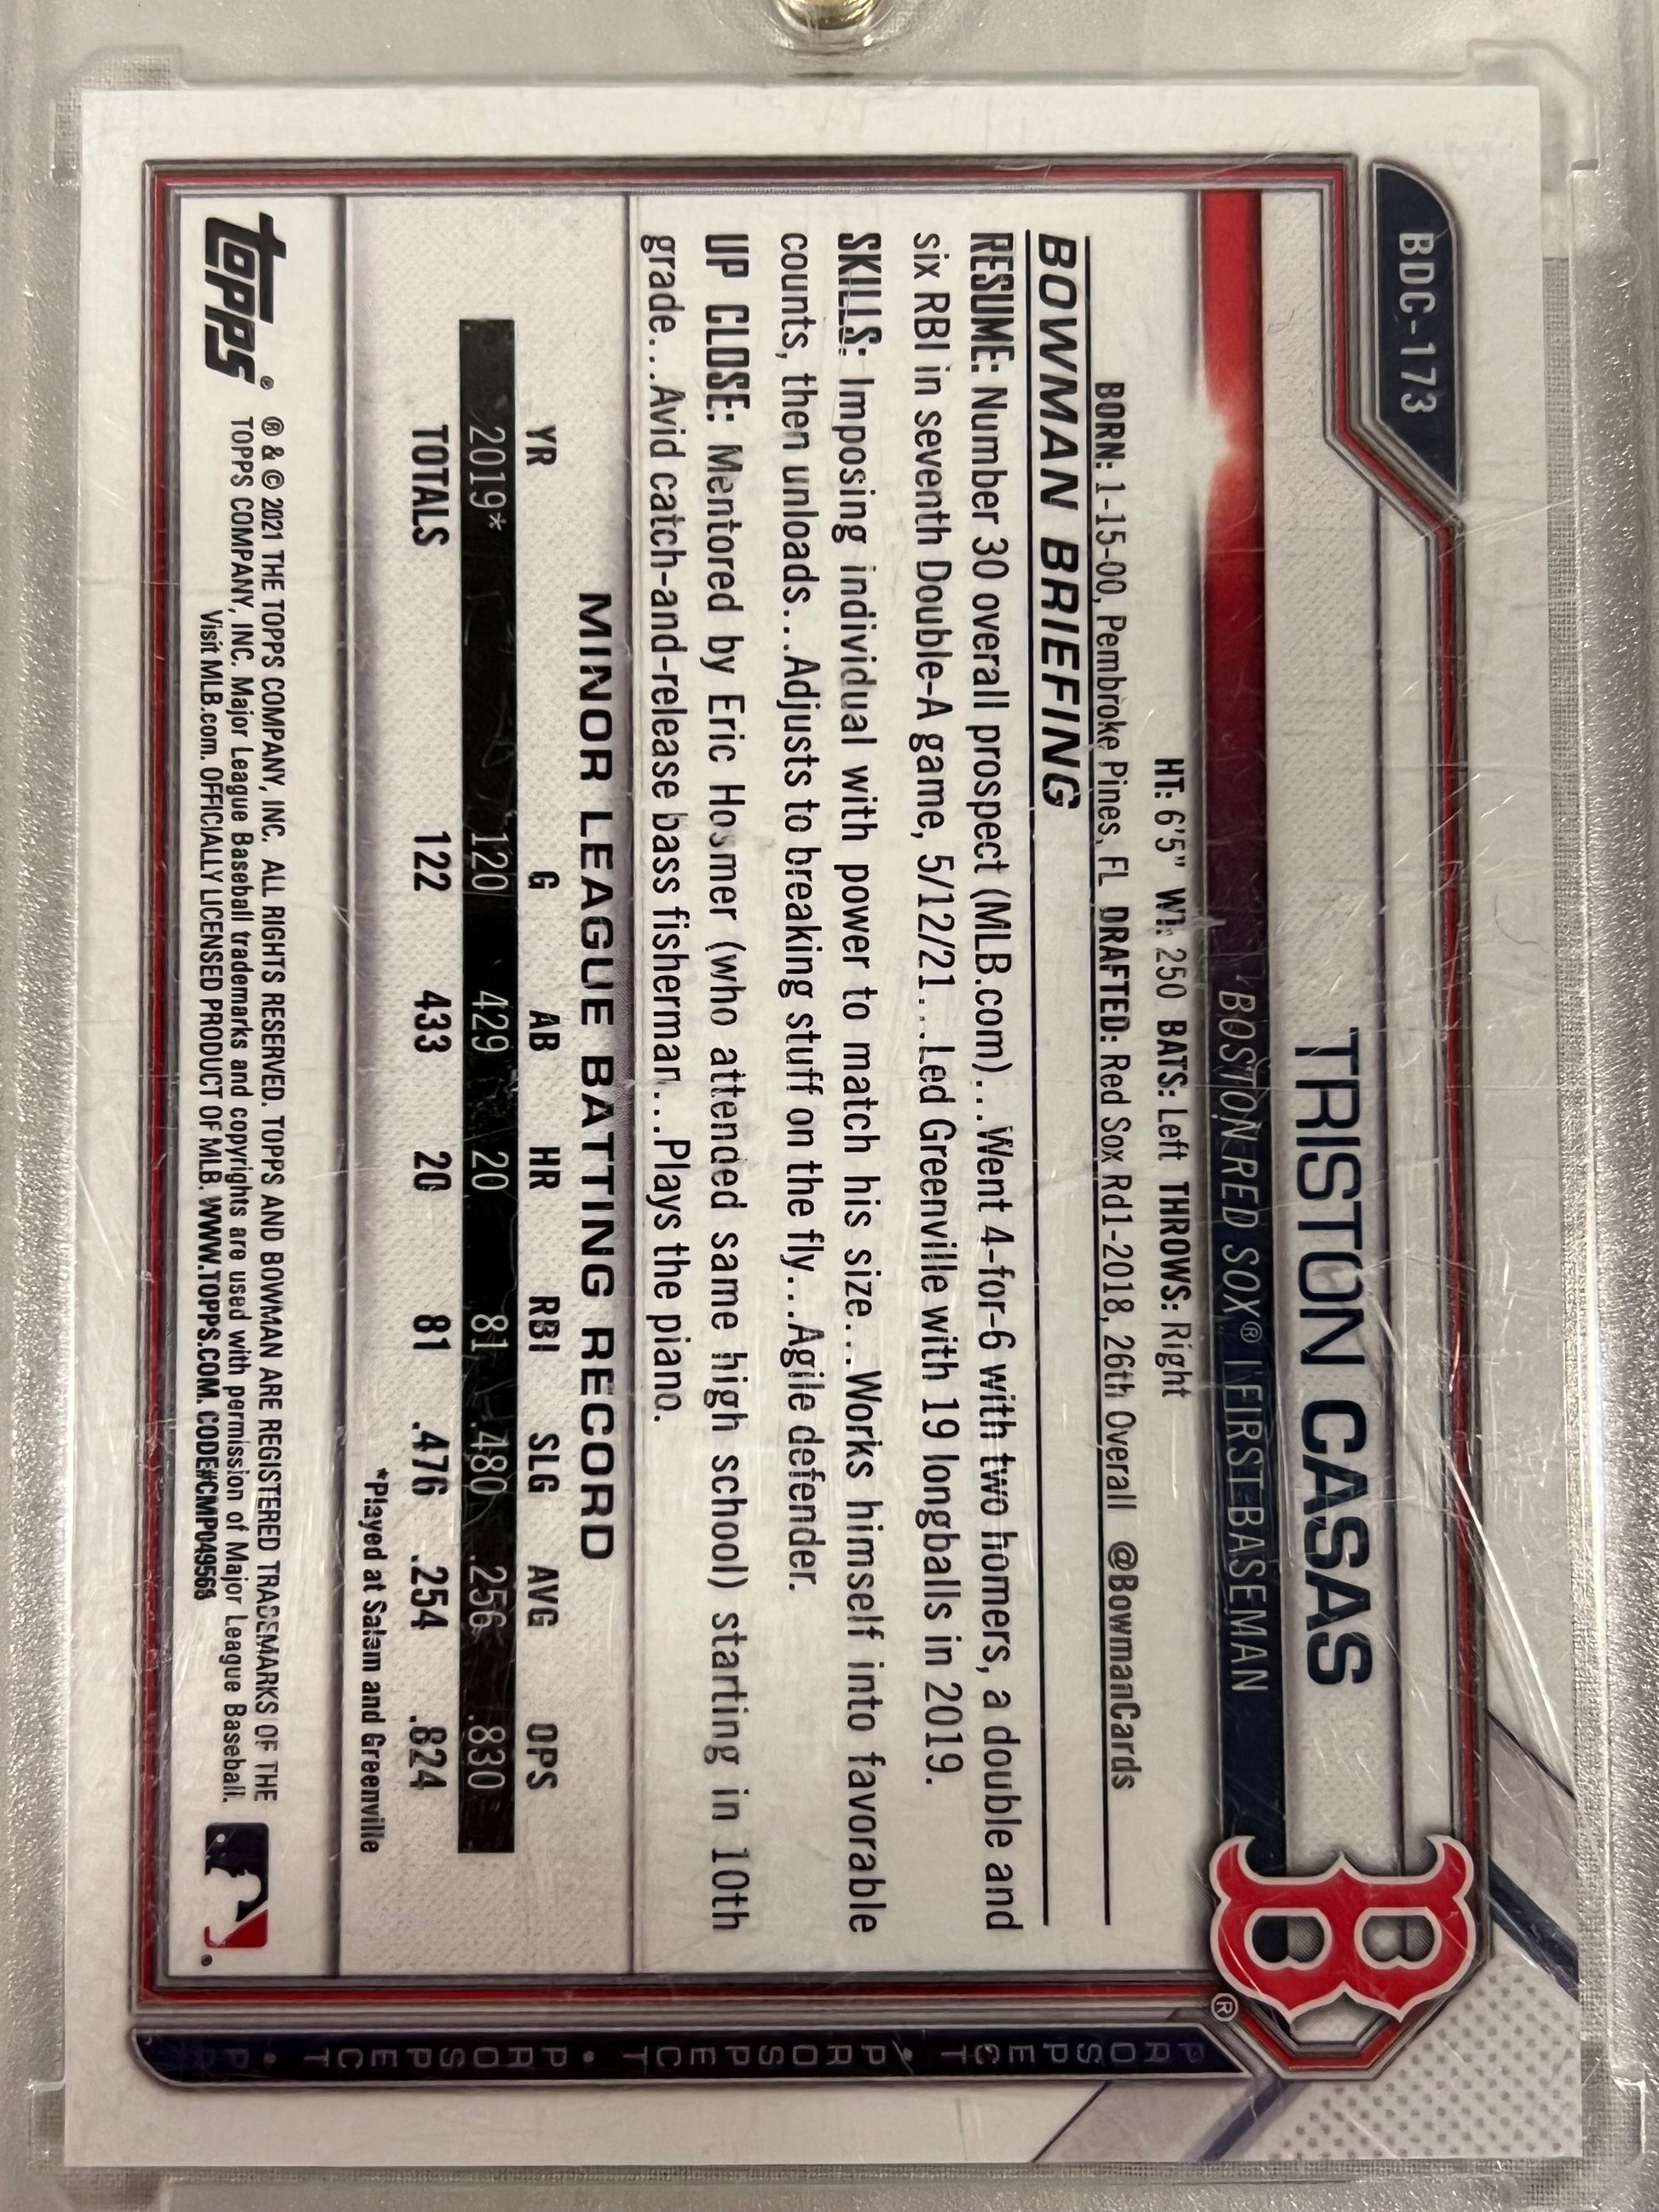 BDC-173
TRISTON CASAS
BOSTON RED SOX® | FIRST BASEMAN
HT: 6'5" WT: 250 BATS: Left THROWS: Right
BORN: 1-15-00, Pembroke Pines, FL DRAFTED: Red Sox Rd1-2018, 26th Overall @BowmanCards
BOWMAN BRIEFING
RESUME: Number 30 overall prospect (MLB.com)...Went 4-for-6 with two homers, a double and
six RBI in seventh Double-A game, 5/12/21...Led Greenville with 19 longballs in 2019.
SKILLS: Imposing individual with power to match his size...Works himself into favorable
counts, then unloads...Adjusts to breaking stuff on the fly...Agile defender.
UP CLOSE: Mentored by Eric Hosmer (who attended same high school) starting in 10th
grade...Avid catch-and-release bass fisherman...Plays the piano.
MINOR LEAGUE BATTING RECORD
YR G AB HR RBI SLG AVG OPS
2019* 120 429 20 81 .480 .256 .830
TOTALS 122 433 20 81 .476 .254 .824
*Played at Salem and Greenville
topps®
® & © 2021 THE TOPPS COMPANY, INC. ALL RIGHTS RESERVED. TOPPS AND BOWMAN ARE REGISTERED TRADEMARKS OF THE
TOPPS COMPANY, INC. Major League Baseball trademarks and copyrights are used with permission of Major League Baseball.
Visit MLB.com. OFFICIALLY LICENSED PRODUCT OF MLB. WWW.TOPPS.COM. CODE#CMP049568
B®
PROSPECT • PROSPECT • PROSPECT • P